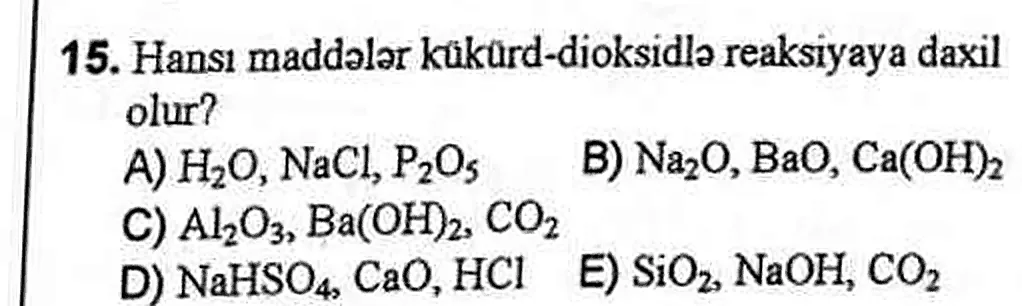 15. Hansı maddələr kükürd-dioksidlə reaksiyaya daxil
olur?
A) H₂O, NaCl, P₂O₅ B) Na₂O, BaO, Ca(OH)₂
C) Al₂O₃, Ba(OH)₂, CO₂
D) NaHSO₄, CaO, HCl E) SiO₂, NaOH, CO₂